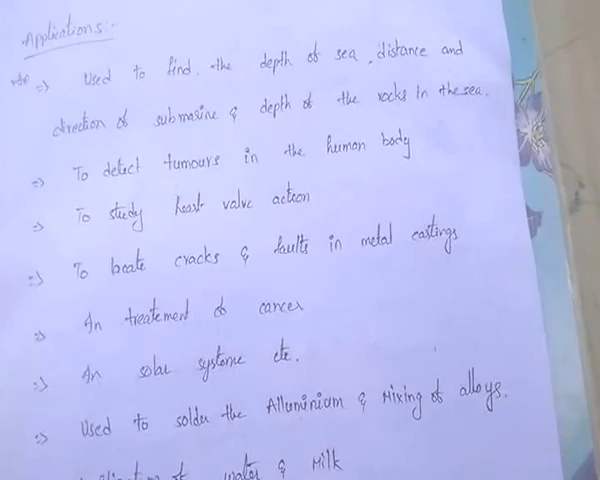 Applications:-
=> Used to find the depth of sea, distance and
direction of submarine & depth of the rocks in the sea.
=> To detect tumours in the human body
=> To study heart valve action
=> To locate cracks & faults in metal castings
=> In treatement of cancer
=> In solar systeme etc.
=> Used to solder the Alluminium & Mixing of alloys.
of water & Milk